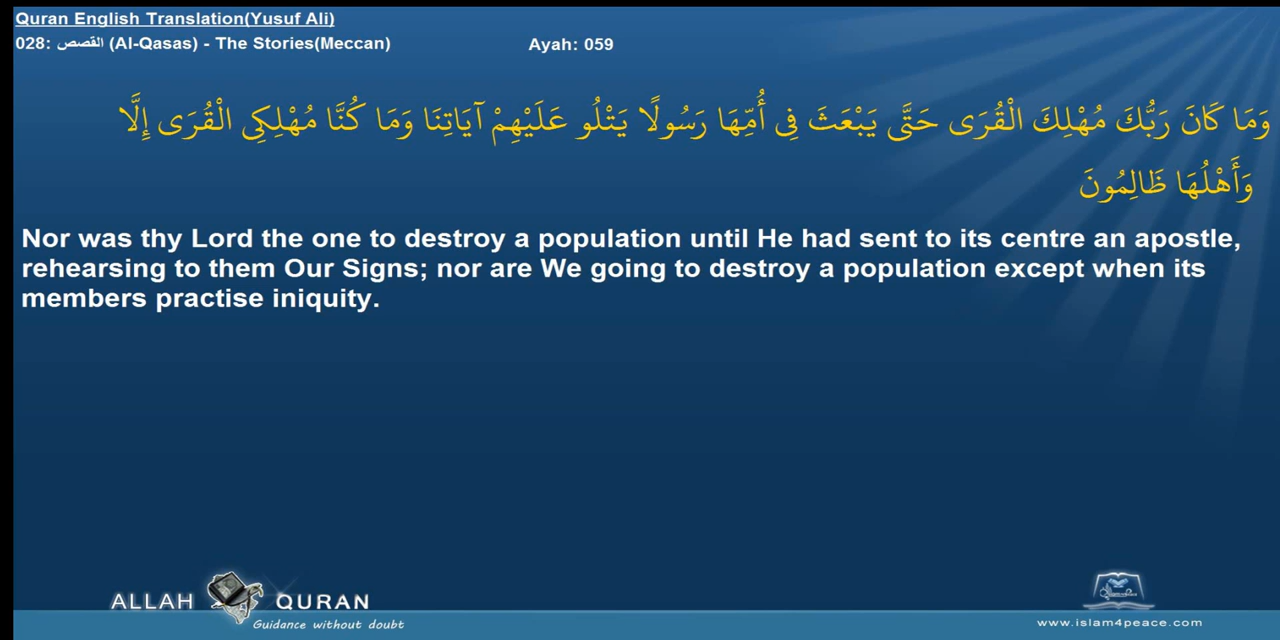 Quran English Translation(Yusuf Ali)
028: القصص (Al-Qasas) - The Stories(Meccan) Ayah: 059
وَمَا كَانَ رَبُّكَ مُهْلِكَ الْقُرَى حَتَّى يَبْعَثَ فِي أُمِّهَا رَسُولًا يَتْلُو عَلَيْهِمْ آيَاتِنَا وَمَا كُنَّا مُهْلِكِي الْقُرَى إِلَّا
وَأَهْلُهَا ظَالِمُونَ
Nor was thy Lord the one to destroy a population until He had sent to its centre an apostle,
rehearsing to them Our Signs; nor are We going to destroy a population except when its
members practise iniquity.
ALLAH QURAN
Guidance without doubt
www.islam4peace.com